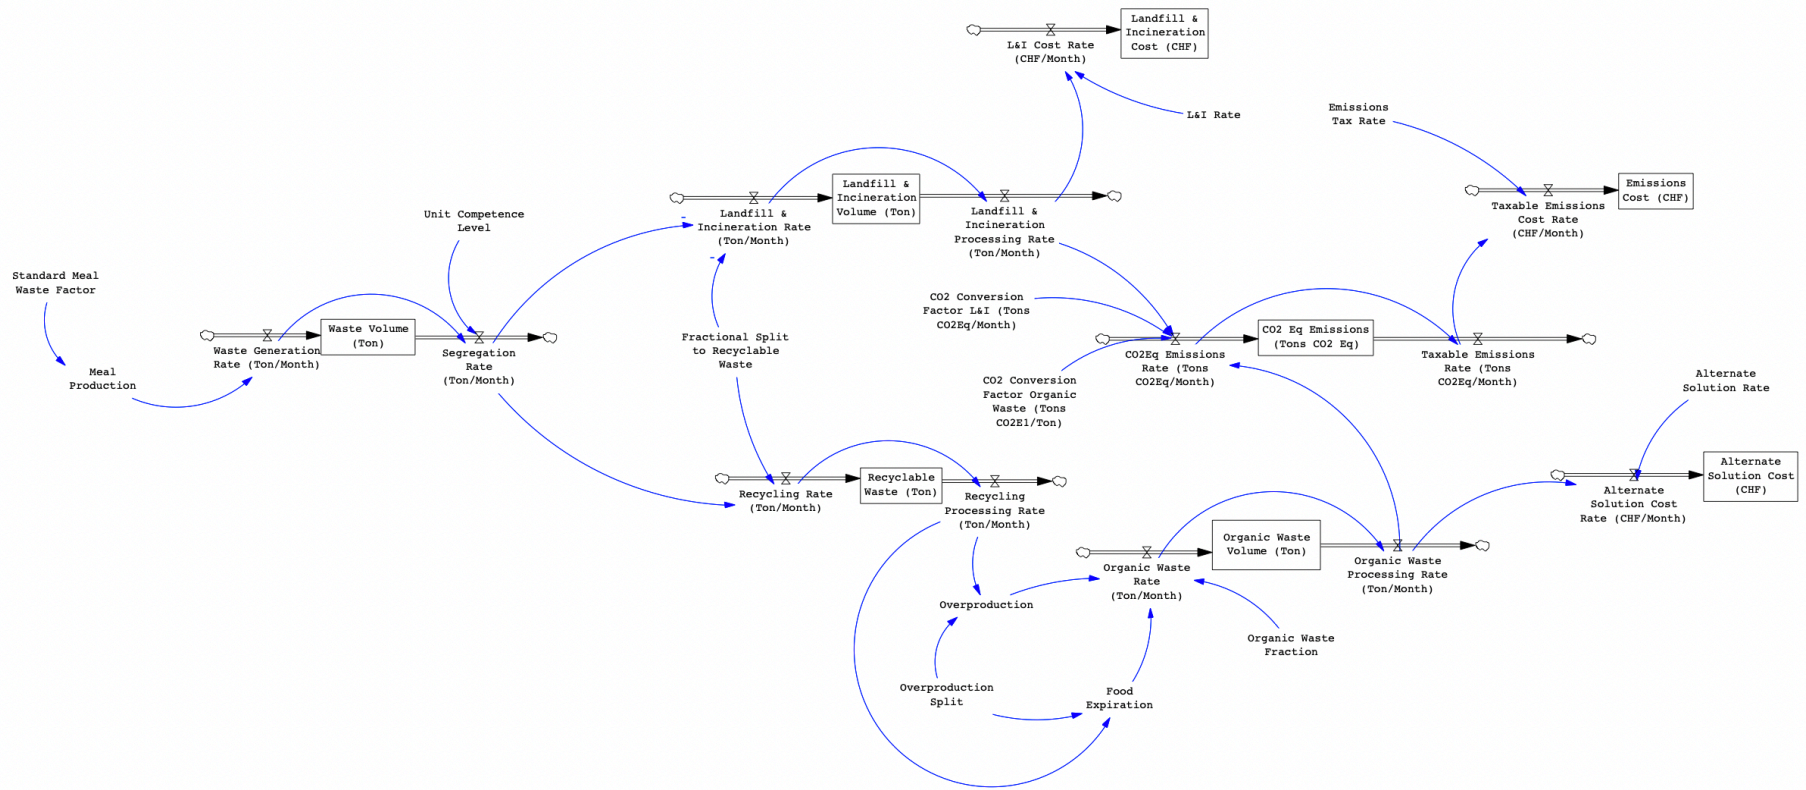 Landfill &
Incineration
Cost (CHF)
L&I Cost Rate
(CHF/Month)
L&I Rate
Emissions
Tax Rate
Landfill &
Incineration
Volume (Ton)
Emissions
Cost (CHF)
Taxable Emissions
Cost Rate
(CHF/Month)
Unit Competence
Level
-
Landfill &
Incineration Rate
(Ton/Month)
-
Landfill &
Incineration
Processing Rate
(Ton/Month)
Standard Meal
Waste Factor
CO2 Conversion
Factor L&I (Tons
CO2Eq/Month)
Waste Volume
(Ton)
Waste Generation
Rate (Ton/Month)
Segregation
Rate
(Ton/Month)
Fractional Split
to Recyclable
Waste
CO2 Eq Emissions
(Tons CO2 Eq)
CO2Eq Emissions
Rate (Tons
CO2Eq/Month)
Taxable Emissions
Rate (Tons
CO2Eq/Month)
Meal
Production
CO2 Conversion
Factor Organic
Waste (Tons
CO2E1/Ton)
Alternate
Solution Rate
Recyclable
Waste (Ton)
Recycling Rate
(Ton/Month)
Recycling
Processing Rate
(Ton/Month)
Alternate
Solution Cost
(CHF)
Alternate
Solution Cost
Rate (CHF/Month)
Organic Waste
Volume (Ton)
Organic Waste
Rate
(Ton/Month)
Organic Waste
Processing Rate
(Ton/Month)
Overproduction
Organic Waste
Fraction
Overproduction
Split
Food
Expiration